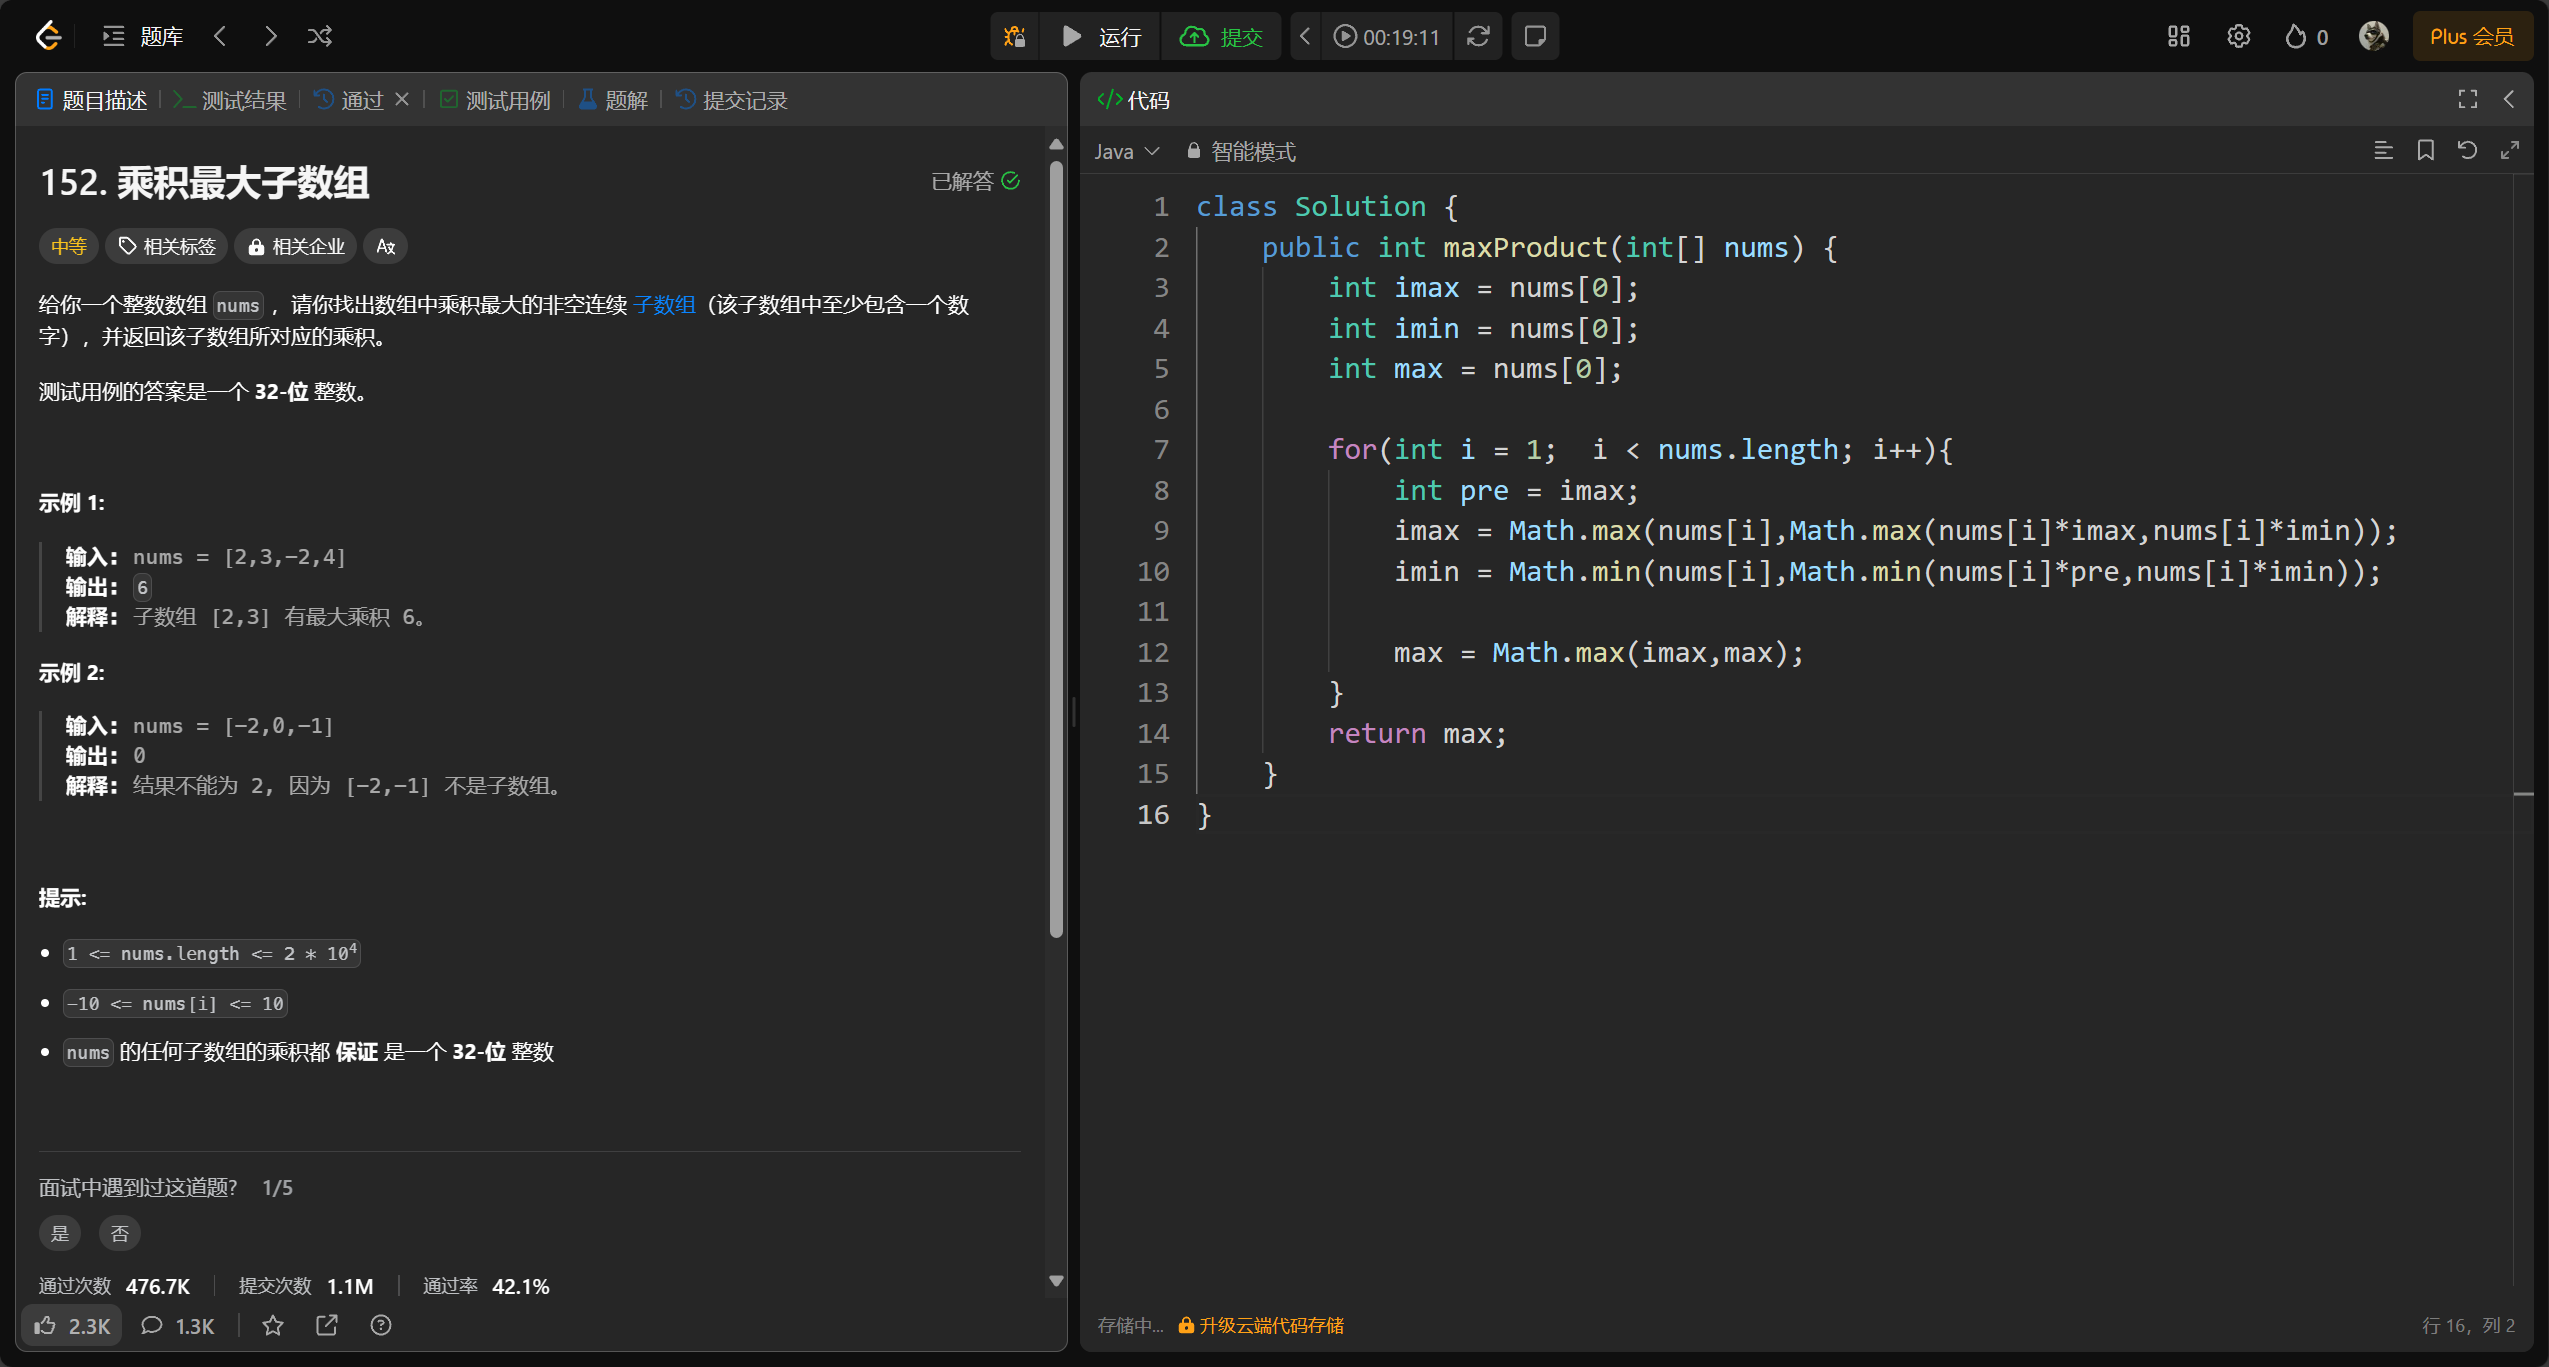 题库
运行
提交
00:19:11
0
Plus 会员
题目描述
测试结果
通过
测试用例
题解
提交记录
152. 乘积最大子数组
已解答
中等
相关标签
相关企业
给你一个整数数组 nums ，请你找出数组中乘积最大的非空连续 子数组（该子数组中至少包含一个数
字），并返回该子数组所对应的乘积。
测试用例的答案是一个 32-位 整数。
示例 1:
输入: nums = [2,3,-2,4]
输出: 6
解释: 子数组 [2,3] 有最大乘积 6。
示例 2:
输入: nums = [-2,0,-1]
输出: 0
解释: 结果不能为 2, 因为 [-2,-1] 不是子数组。
提示:
1 <= nums.length <= 2 * 10⁴
-10 <= nums[i] <= 10
nums 的任何子数组的乘积都 保证 是一个 32-位 整数
面试中遇到过这道题? 1/5
是 否
通过次数 476.7K 提交次数 1.1M 通过率 42.1%
2.3K 1.3K
代码
Java 智能模式
1 class Solution {
2     public int maxProduct(int[] nums) {
3         int imax = nums[0];
4         int imin = nums[0];
5         int max = nums[0];
6
7         for(int i = 1;  i < nums.length; i++){
8             int pre = imax;
9             imax = Math.max(nums[i],Math.max(nums[i]*imax,nums[i]*imin));
10             imin = Math.min(nums[i],Math.min(nums[i]*pre,nums[i]*imin));
11
12             max = Math.max(imax,max);
13         }
14         return max;
15     }
16 }
存储中... 升级云端代码存储
行 16，列 2